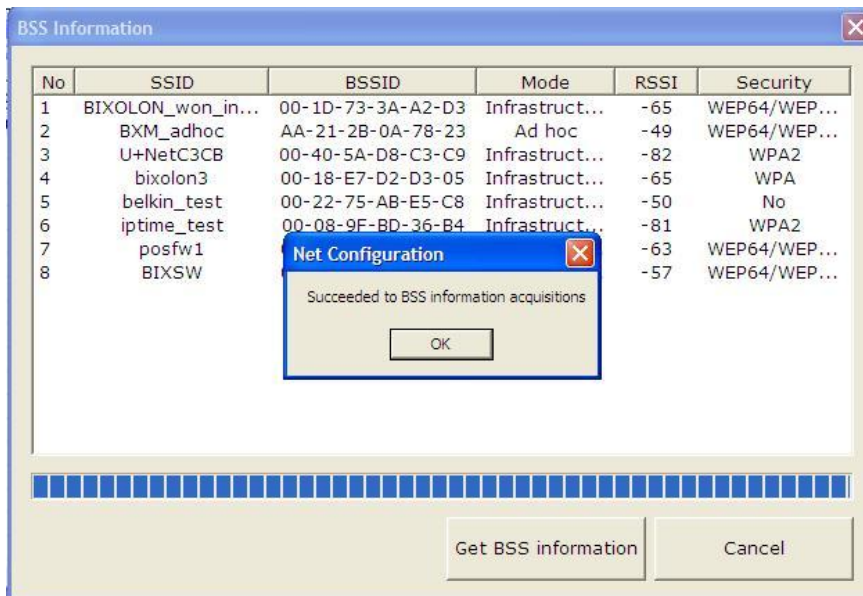 BSS Information
No SSID BSSID Mode RSSI Security
1 BIXOLON_won_in... 00-1D-73-3A-A2-D3 Infrastruct... -65 WEP64/WEP...
2 BXM_adhoc AA-21-2B-0A-78-23 Ad hoc -49 WEP64/WEP...
3 U+NetC3CB 00-40-5A-D8-C3-C9 Infrastruct... -82 WPA2
4 bixolon3 00-18-E7-D2-D3-05 Infrastruct... -65 WPA
5 belkin_test 00-22-75-AB-E5-C8 Infrastruct... -50 No
6 iptime_test 00-08-9F-BD-36-B4 Infrastruct... -81 WPA2
7 posfw1 -63 WEP64/WEP...
8 BIXSW -57 WEP64/WEP...
Net Configuration
Succeeded to BSS information acquisitions
OK
Get BSS information Cancel